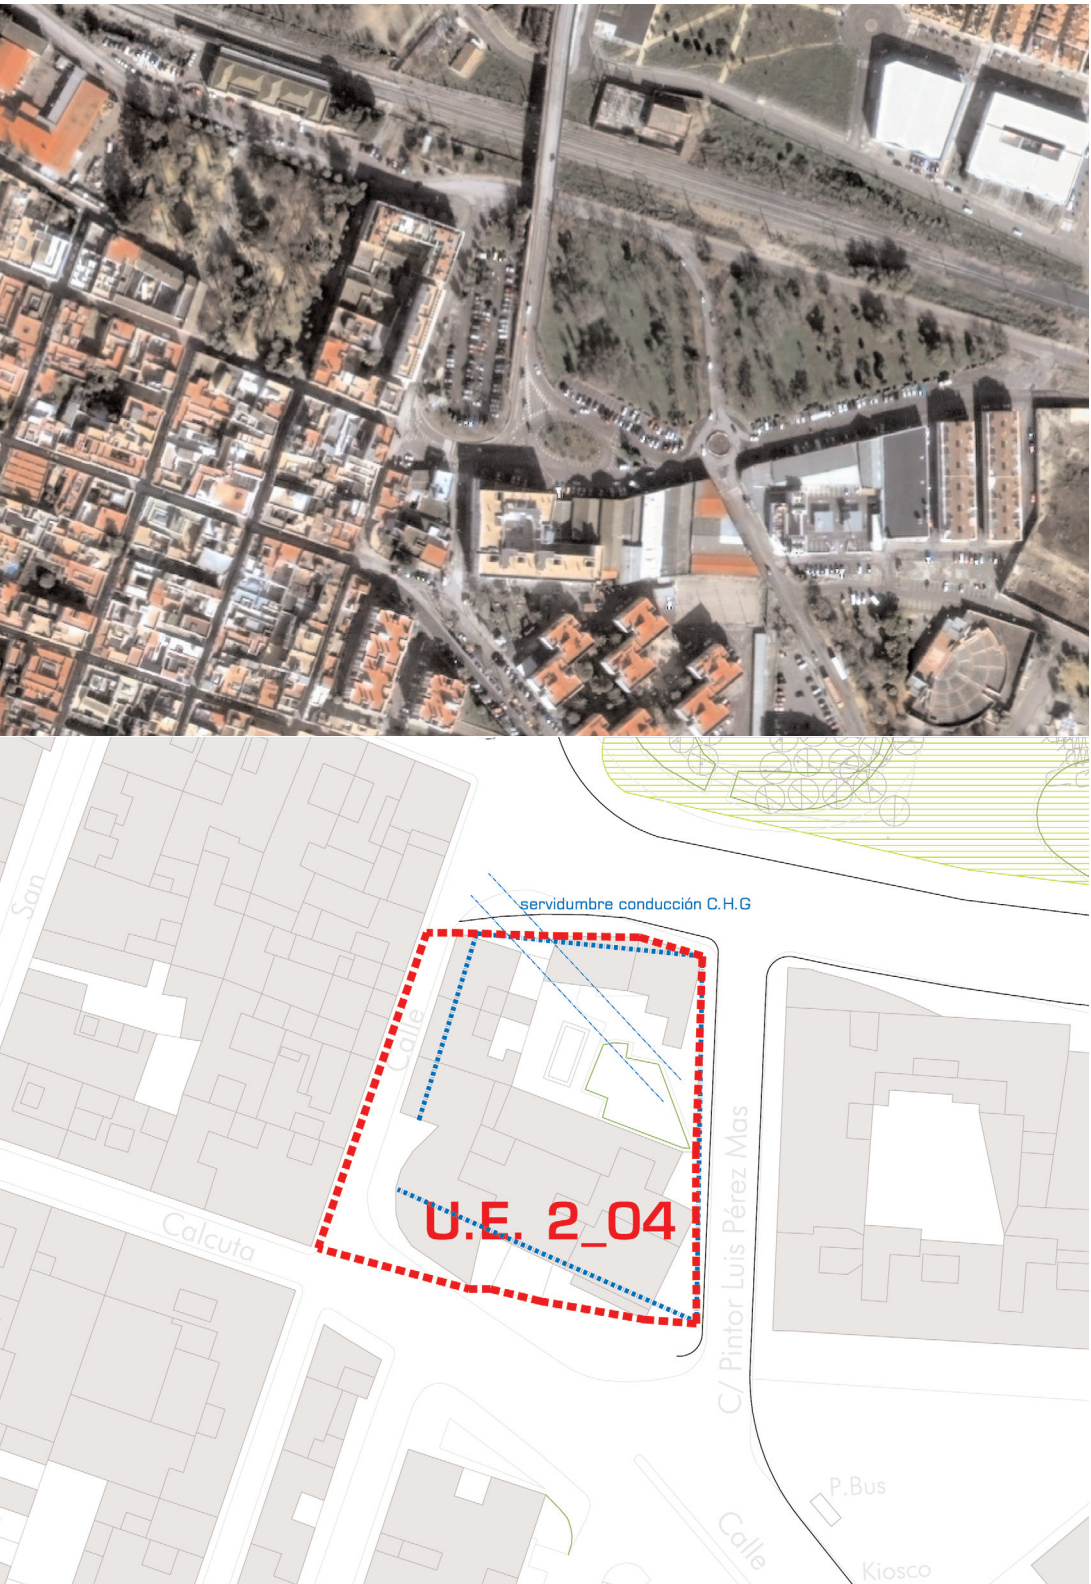 San
servidumbre conducción C.H.G
Calle
U.E. 2_04
Calcuta
C/ Pintor Luis Pérez Mas
P.Bus
Calle
Kiosco